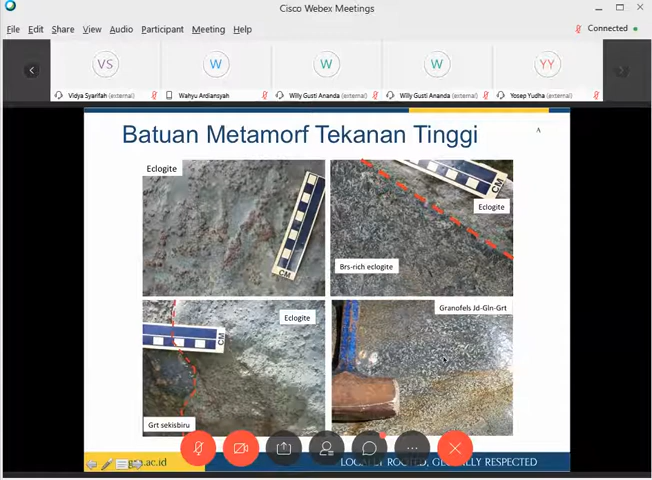 Cisco Webex Meetings
File Edit Share View Audio Participant Meeting Help
Connected
VS W W W YY
Vidya Syarifah (external) Wahyu Ardiansyah Willy Gusti Ananda (external) Willy Gusti Ananda (external) Yosep Yudha (external)
Batuan Metamorf Tekanan Tinggi
Eclogite
CM
CM
Eclogite
Brs-rich eclogite
Eclogite
CM
Grt sekisbiru
Granofels Jd-Gln-Grt
.ac.id
LOCALLY ROOTED, GLOBALLY RESPECTED